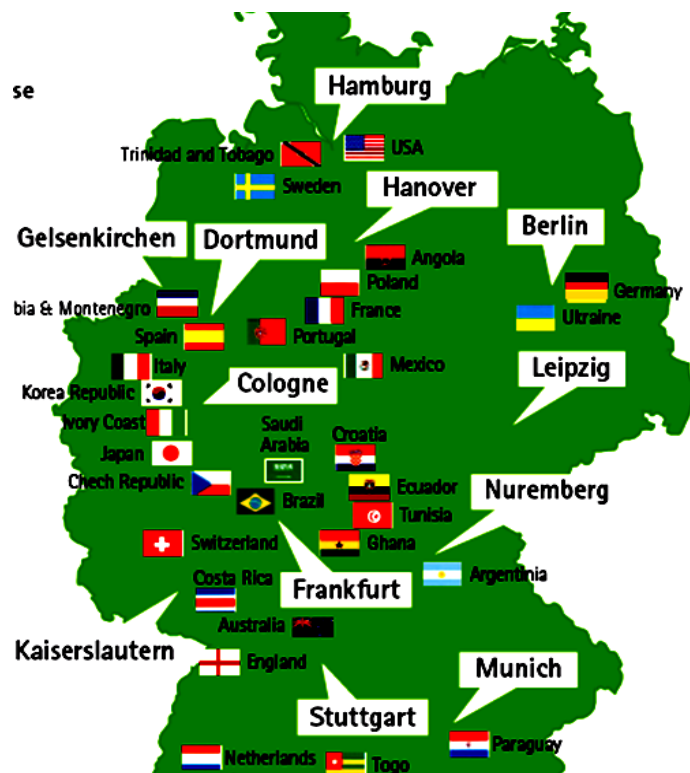 se
Hamburg
Trinidad and Tobago
USA
Sweden
Hanover
Gelsenkirchen
Dortmund
Berlin
Angola
Poland
Germany
bia & Montenegro
France
Ukraine
Spain
Portugal
Italy
Mexico
Leipzig
Korea Republic
Cologne
Ivory Coast
Saudi
Arabia
Croatia
Japan
Chech Republic
Brazil
Ecuador
Nuremberg
Tunisia
Switzerland
Ghana
Costa Rica
Frankfurt
Argentinia
Australia
Kaiserslautern
England
Munich
Stuttgart
Paraguay
Netherlands
Togo